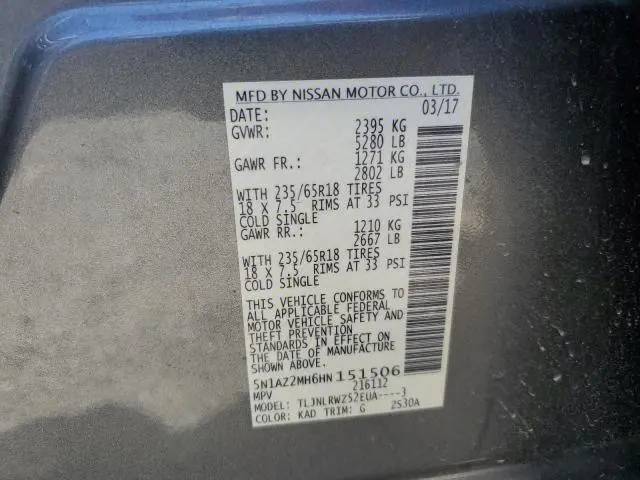 MFD BY NISSAN MOTOR CO., LTD.
DATE: 03/17
GVWR: 2395 KG
5280 LB
GAWR FR.: 1271 KG
2802 LB
WITH 235/65R18 TIRES
18 X 7.5 RIMS AT 33 PSI
COLD SINGLE
GAWR RR.: 1210 KG
2667 LB
WITH 235/65R18 TIRES
18 X 7.5 RIMS AT 33 PSI
COLD SINGLE
THIS VEHICLE CONFORMS TO
ALL APPLICABLE FEDERAL
MOTOR VEHICLE SAFETY AND
THEFT PREVENTION
STANDARDS IN EFFECT ON
THE DATE OF MANUFACTURE
SHOWN ABOVE.
5N1AZ2MH6HN151506
MPV 216112
MODEL: TLJNLRWZ52EUA----3
COLOR: KAD TRIM: G 2S30A